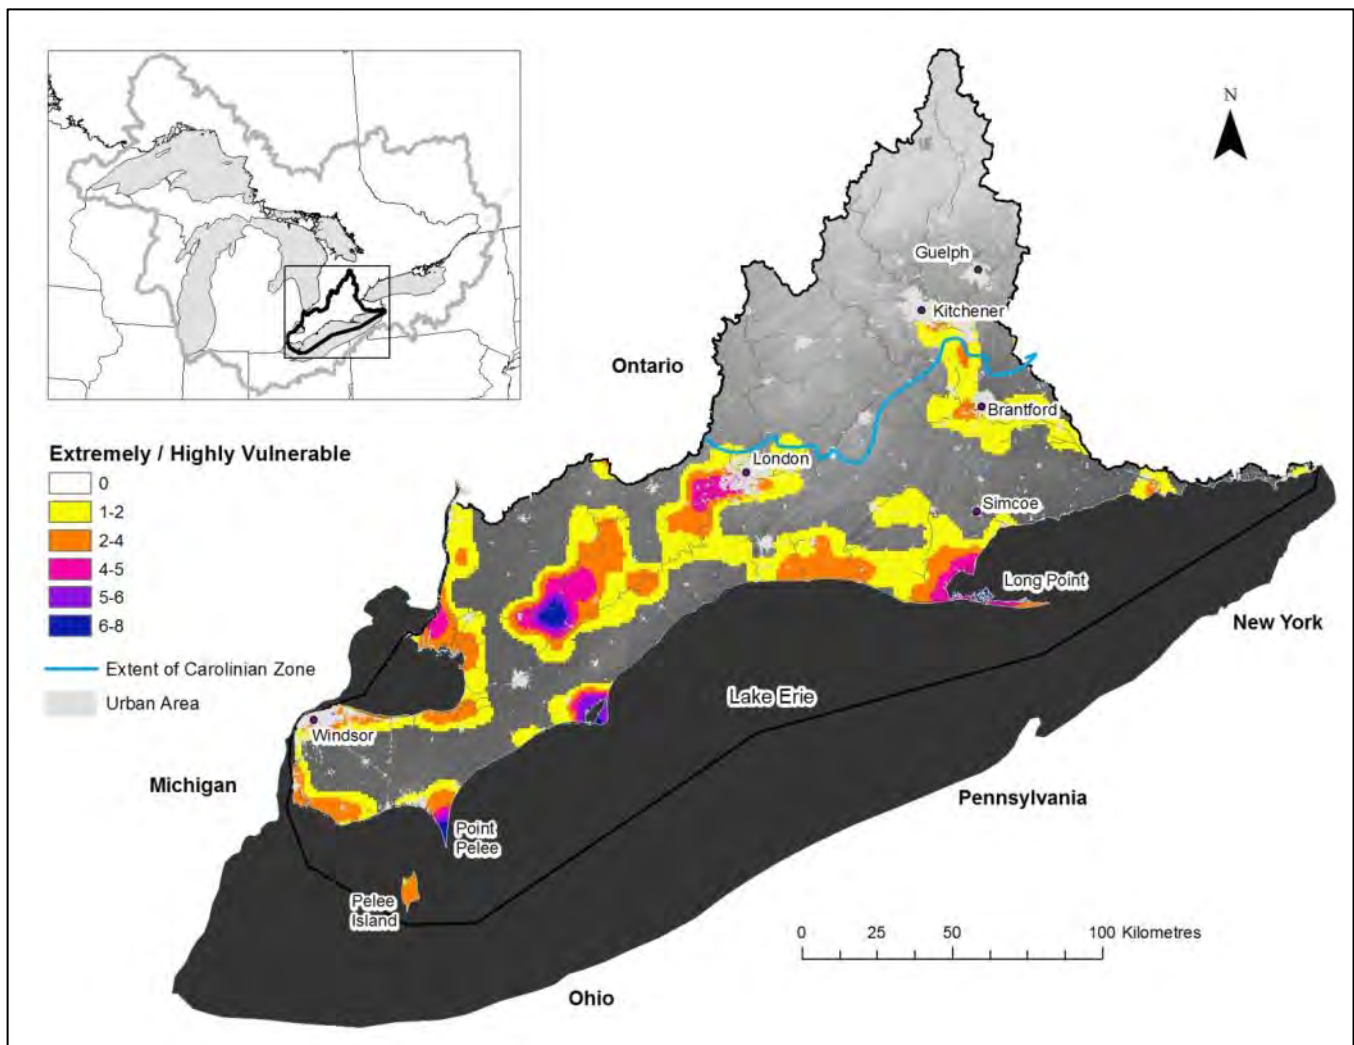 N
Guelph
Kitchener
Ontario
Brantford
London
Simcoe
Long Point
New York
Lake Erie
Windsor
Michigan
Point
Pelee
Pennsylvania
Pelee
Island
Ohio
Extremely / Highly Vulnerable
0
1-2
2-4
4-5
5-6
6-8
Extent of Carolinian Zone
Urban Area
0 25 50 100 Kilometres